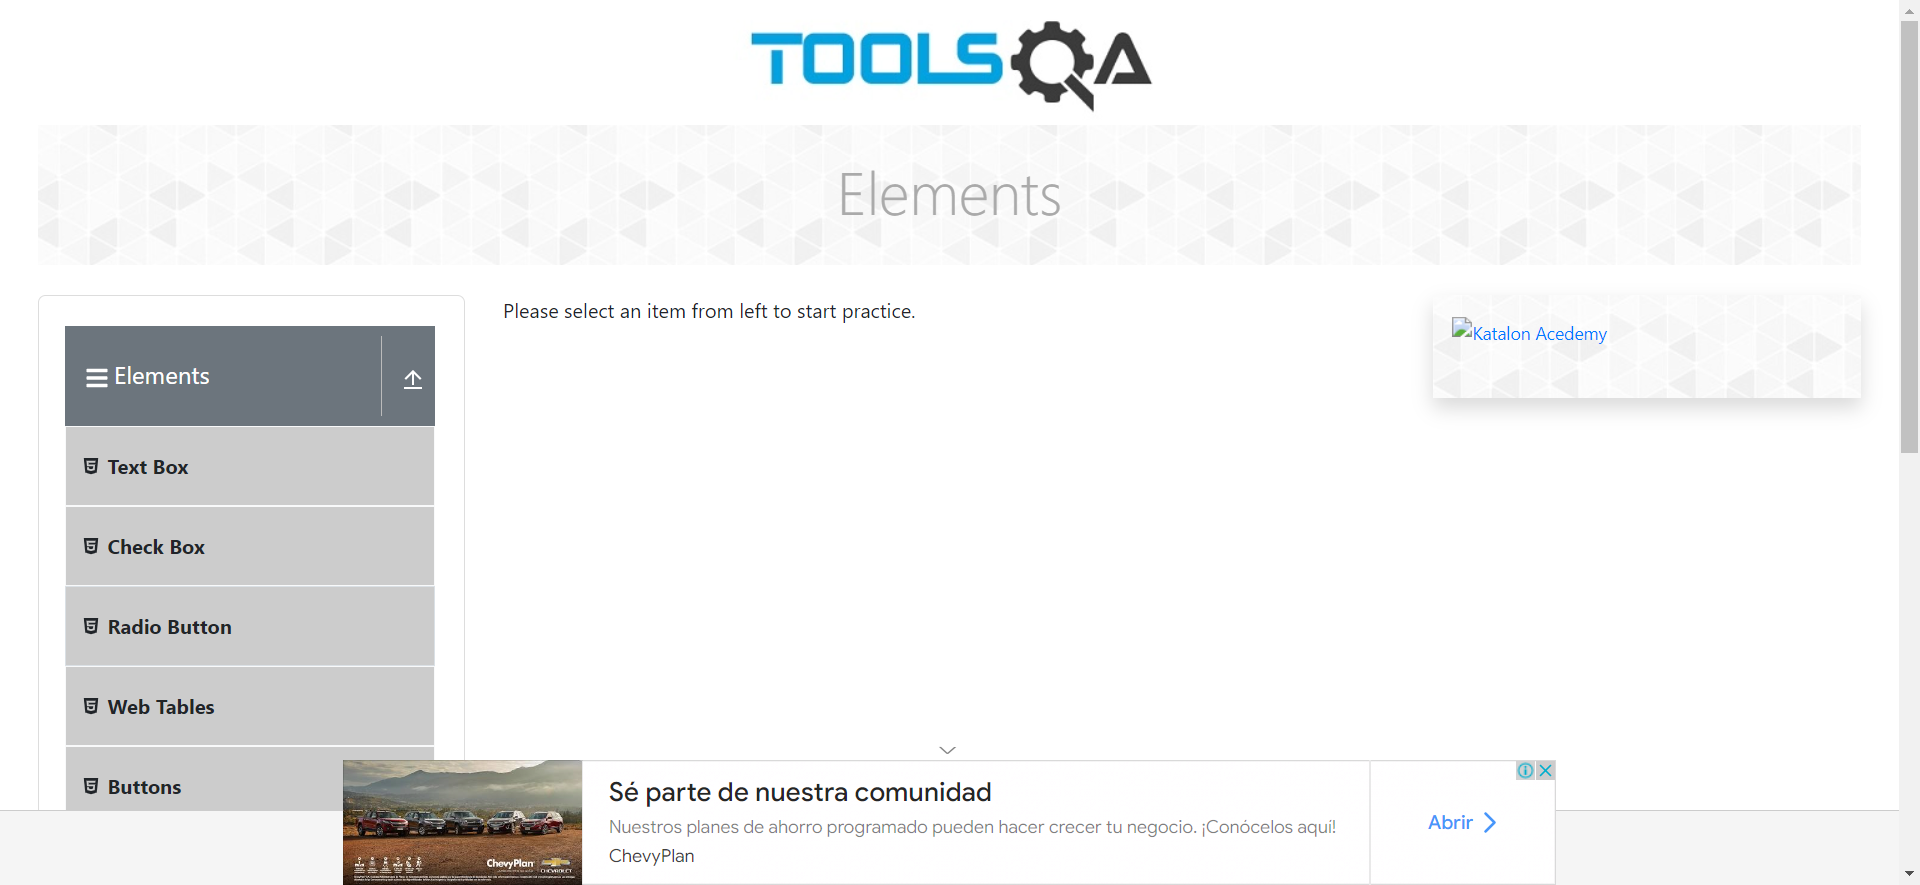 TOOLSQA
Elements
Elements
Text Box
Check Box
Radio Button
Web Tables
Buttons
Please select an item from left to start practice.
Katalon Acedemy
Sé parte de nuestra comunidad
Nuestros planes de ahorro programado pueden hacer crecer tu negocio. ¡Conócelos aquí!
ChevyPlan
Abrir
ChevyPlan
CHEVROLET